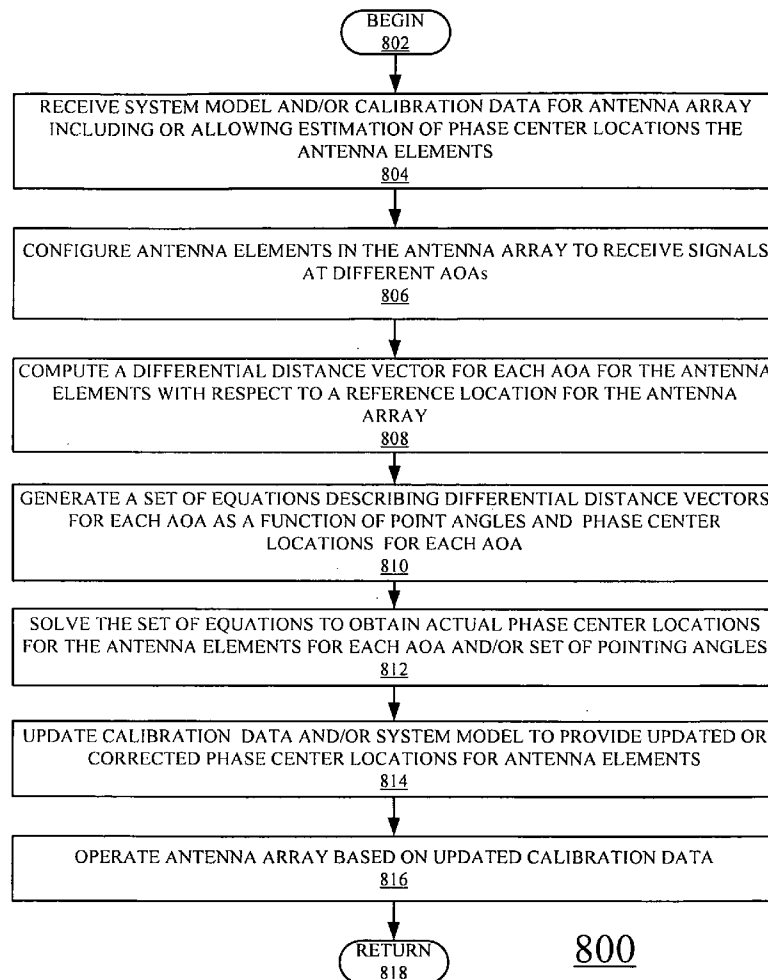 BEGIN
802
RECEIVE SYSTEM MODEL AND/OR CALIBRATION DATA FOR ANTENNA ARRAY
INCLUDING OR ALLOWING ESTIMATION OF PHASE CENTER LOCATIONS THE
ANTENNA ELEMENTS
804
CONFIGURE ANTENNA ELEMENTS IN THE ANTENNA ARRAY TO RECEIVE SIGNALS
AT DIFFERENT AOAs
806
COMPUTE A DIFFERENTIAL DISTANCE VECTOR FOR EACH AOA FOR THE ANTENNA
ELEMENTS WITH RESPECT TO A REFERENCE LOCATION FOR THE ANTENNA
ARRAY
808
GENERATE A SET OF EQUATIONS DESCRIBING DIFFERENTIAL DISTANCE VECTORS
FOR EACH AOA AS A FUNCTION OF POINT ANGLES AND PHASE CENTER
LOCATIONS FOR EACH AOA
810
SOLVE THE SET OF EQUATIONS TO OBTAIN ACTUAL PHASE CENTER LOCATIONS
FOR THE ANTENNA ELEMENTS FOR EACH AOA AND/OR SET OF POINTING ANGLES
812
UPDATE CALIBRATION DATA AND/OR SYSTEM MODEL TO PROVIDE UPDATED OR
CORRECTED PHASE CENTER LOCATIONS FOR ANTENNA ELEMENTS
814
OPERATE ANTENNA ARRAY BASED ON UPDATED CALIBRATION DATA
816
RETURN
818
800